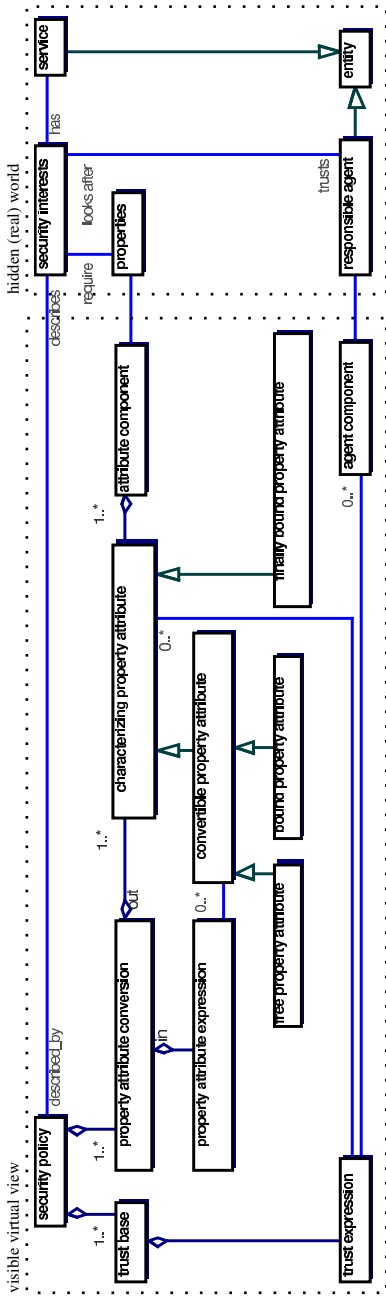 visible virtual view
hidden (real) world
security policy
described_by
describes
security interests
has
service
1..*
1..*
1..*
1..*
require
looks after
trust base
property attribute conversion
out
characterizing property attribute
attribute component
properties
in
0..*
0..*
property attribute expression
convertible property attribute
free property attribute
bound property attribute
finally bound property attribute
trusts
0..*
trust expression
agent component
responsible agent
entity